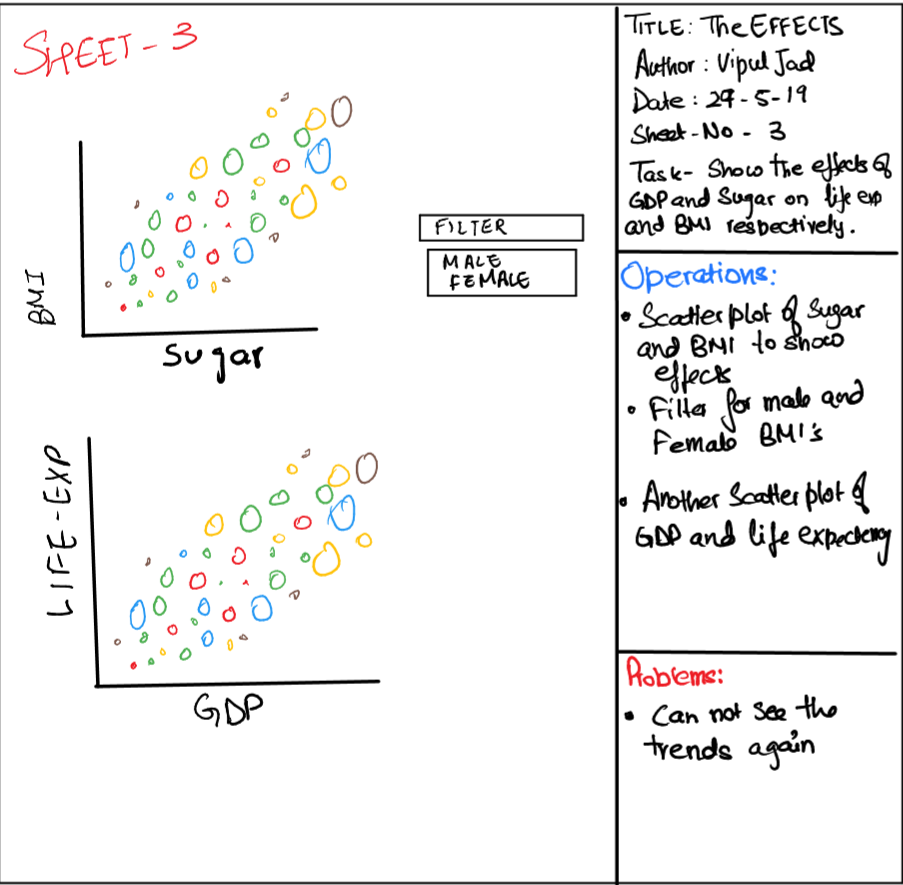 SHEET - 3
BMI
Sugar
FILTER
MALE
FEMALE
LIFE-EXP
GDP
TITLE: The EFFECTS
Author : Vipul Jad
Date : 29-5-19
Sheet-No - 3
Task- Show the effects of
GDP and Sugar on life exp
and BMI respectively.
Operations:
• Scatter plot of Sugar
and BMI to show
effects
• Filter for male and
Female BMI's
• Another Scatter plot of
GDP and life expectency
Problems:
• Can not see the
trends again